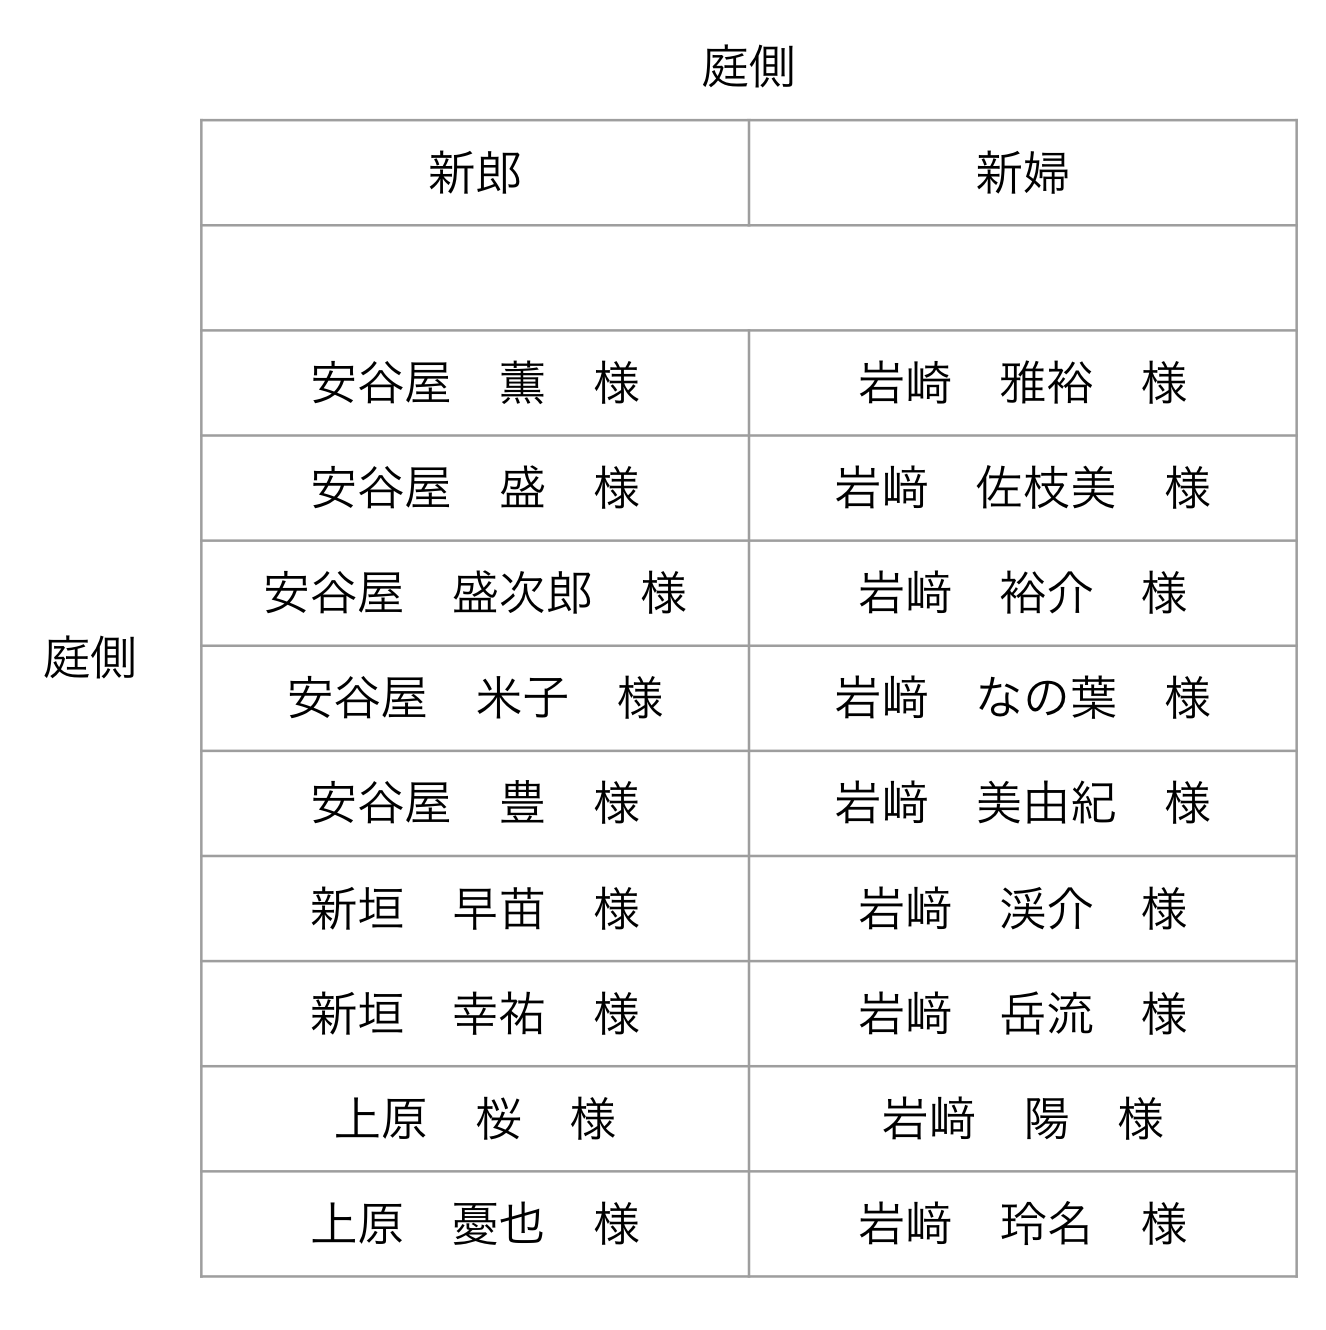 庭側
新郎　新婦
安谷屋　薫　様　岩崎　雅裕　様
安谷屋　盛　様　岩﨑　佐枝美　様
安谷屋　盛次郎　様　岩﨑　裕介　様
庭側
安谷屋　米子　様　岩﨑　なの葉　様
安谷屋　豊　様　岩﨑　美由紀　様
新垣　早苗　様　岩﨑　渓介　様
新垣　幸祐　様　岩﨑　岳流　様
上原　桜　様　岩﨑　陽　様
上原　憂也　様　岩﨑　玲名　様